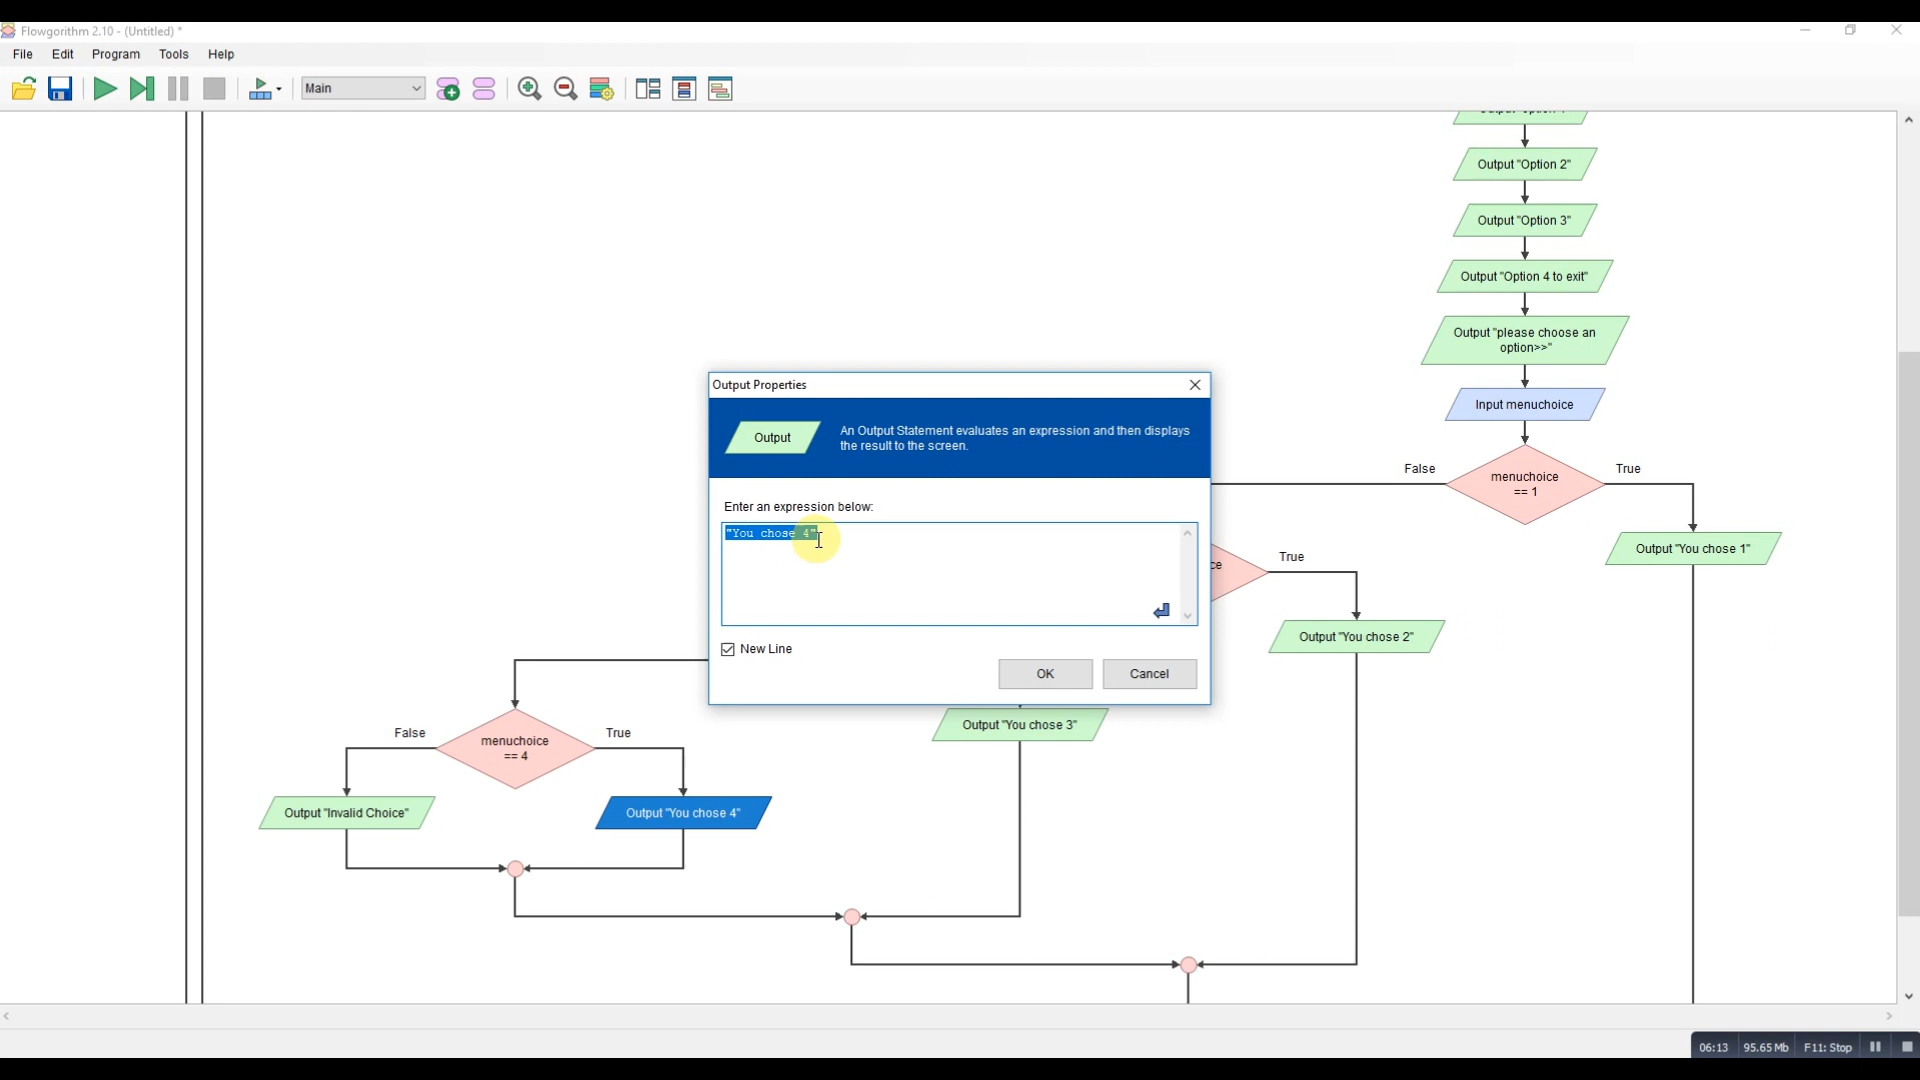 Flowgorithm 2.10 - (Untitled) *
File Edit Program Tools Help
Main
Output "Option 2"
Output "Option 3"
Output "Option 4 to exit"
Output "please choose an
option>>"
Input menuchoice
False
menuchoice
== 1
True
Output "You chose 1"
Output Properties
Output
An Output Statement evaluates an expression and then displays
the result to the screen.
Enter an expression below:
"You chose 4"
New Line
OK
Cancel
ce
True
Output "You chose 2"
Output "You chose 3"
False
menuchoice
== 4
True
Output "Invalid Choice"
Output "You chose 4"
06:13 95.65 Mb F11: Stop